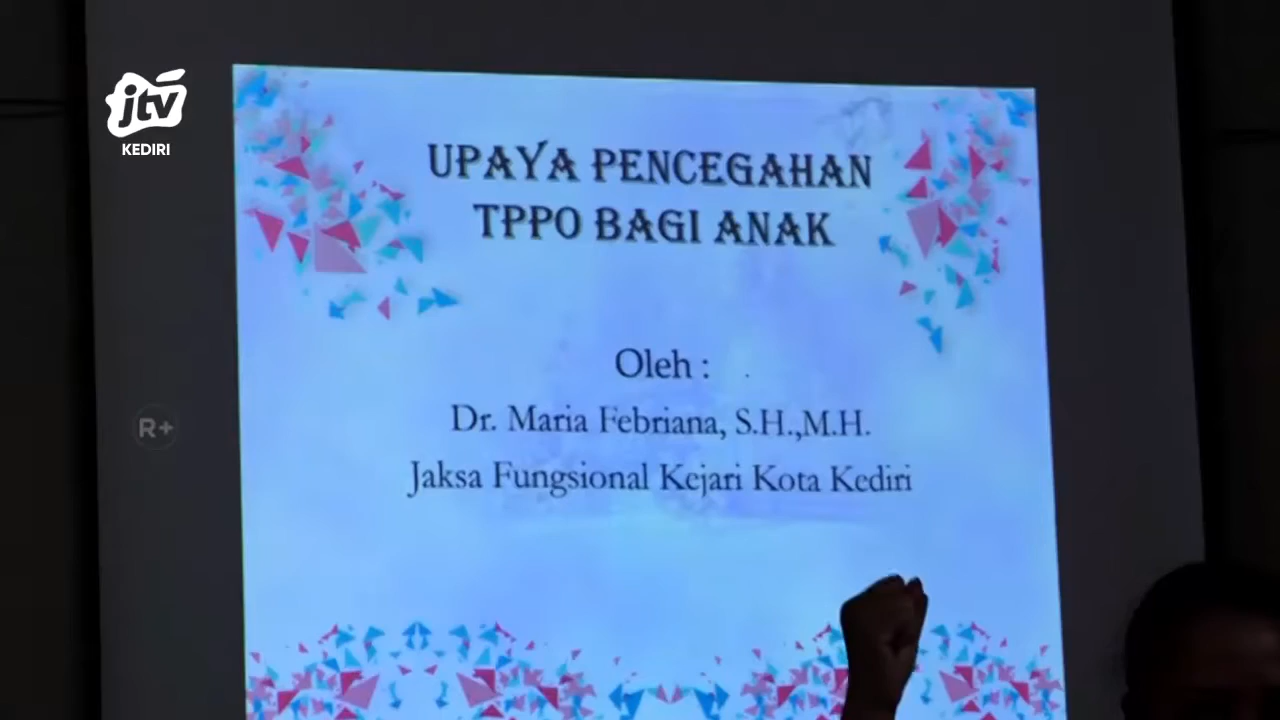 jtv
KEDIRI
UPAYA PENCEGAHAN
TPPO BAGI ANAK
Oleh :
Dr. Maria Febriana, S.H.,M.H.
R+
Jaksa Fungsional Kejari Kota Kediri